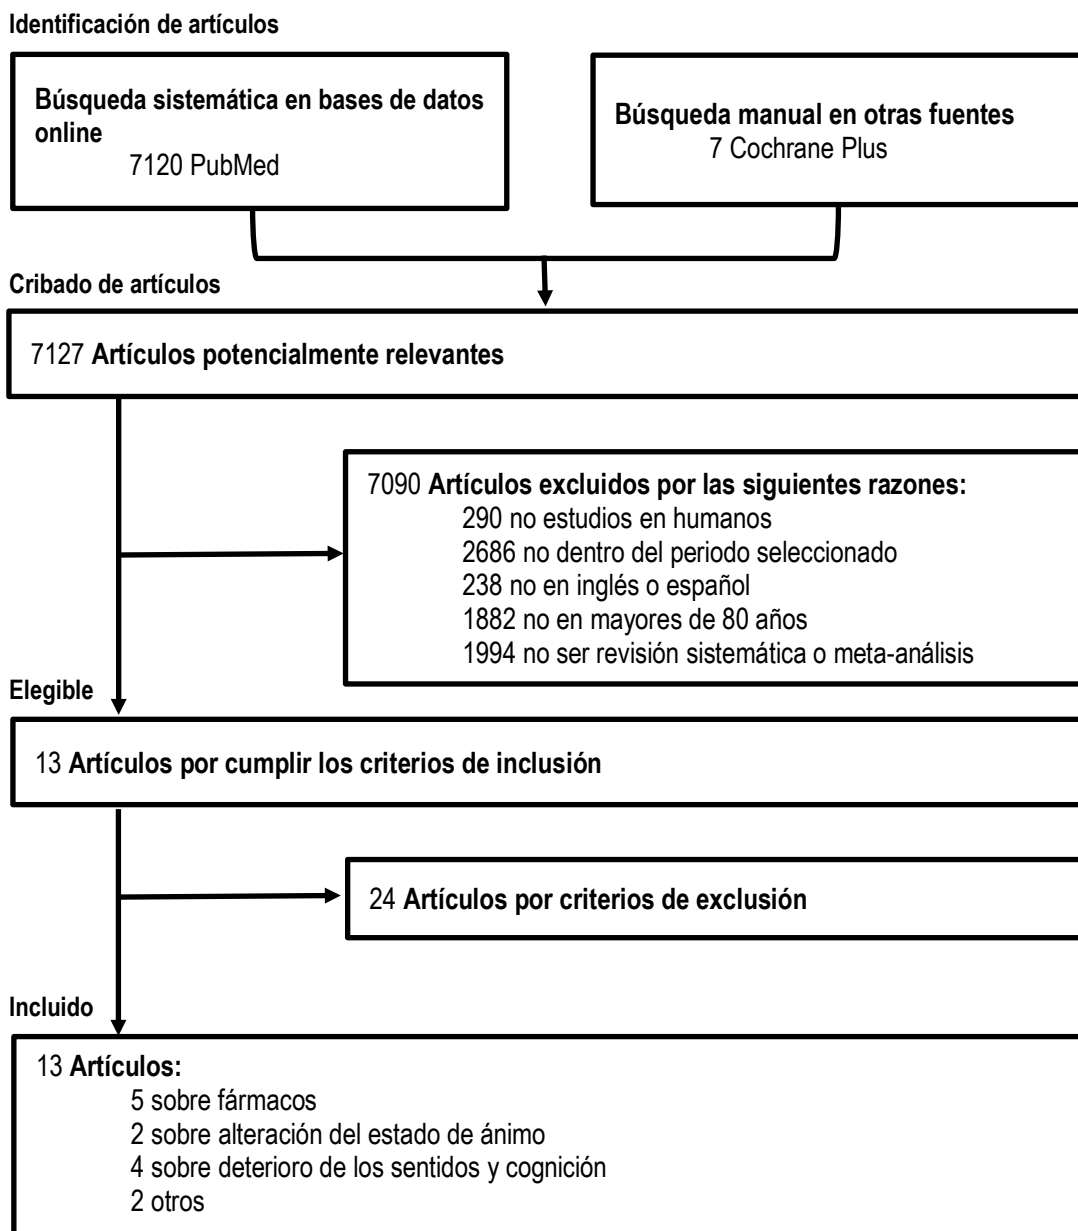 Identificación de artículos
Búsqueda sistemática en bases de datos
online
7120 PubMed
Búsqueda manual en otras fuentes
7 Cochrane Plus
Cribado de artículos
7127 Artículos potencialmente relevantes
7090 Artículos excluidos por las siguientes razones:
290 no estudios en humanos
2686 no dentro del periodo seleccionado
238 no en inglés o español
1882 no en mayores de 80 años
1994 no ser revisión sistemática o meta-análisis
Elegible
13 Artículos por cumplir los criterios de inclusión
24 Artículos por criterios de exclusión
Incluido
13 Artículos:
5 sobre fármacos
2 sobre alteración del estado de ánimo
4 sobre deterioro de los sentidos y cognición
2 otros